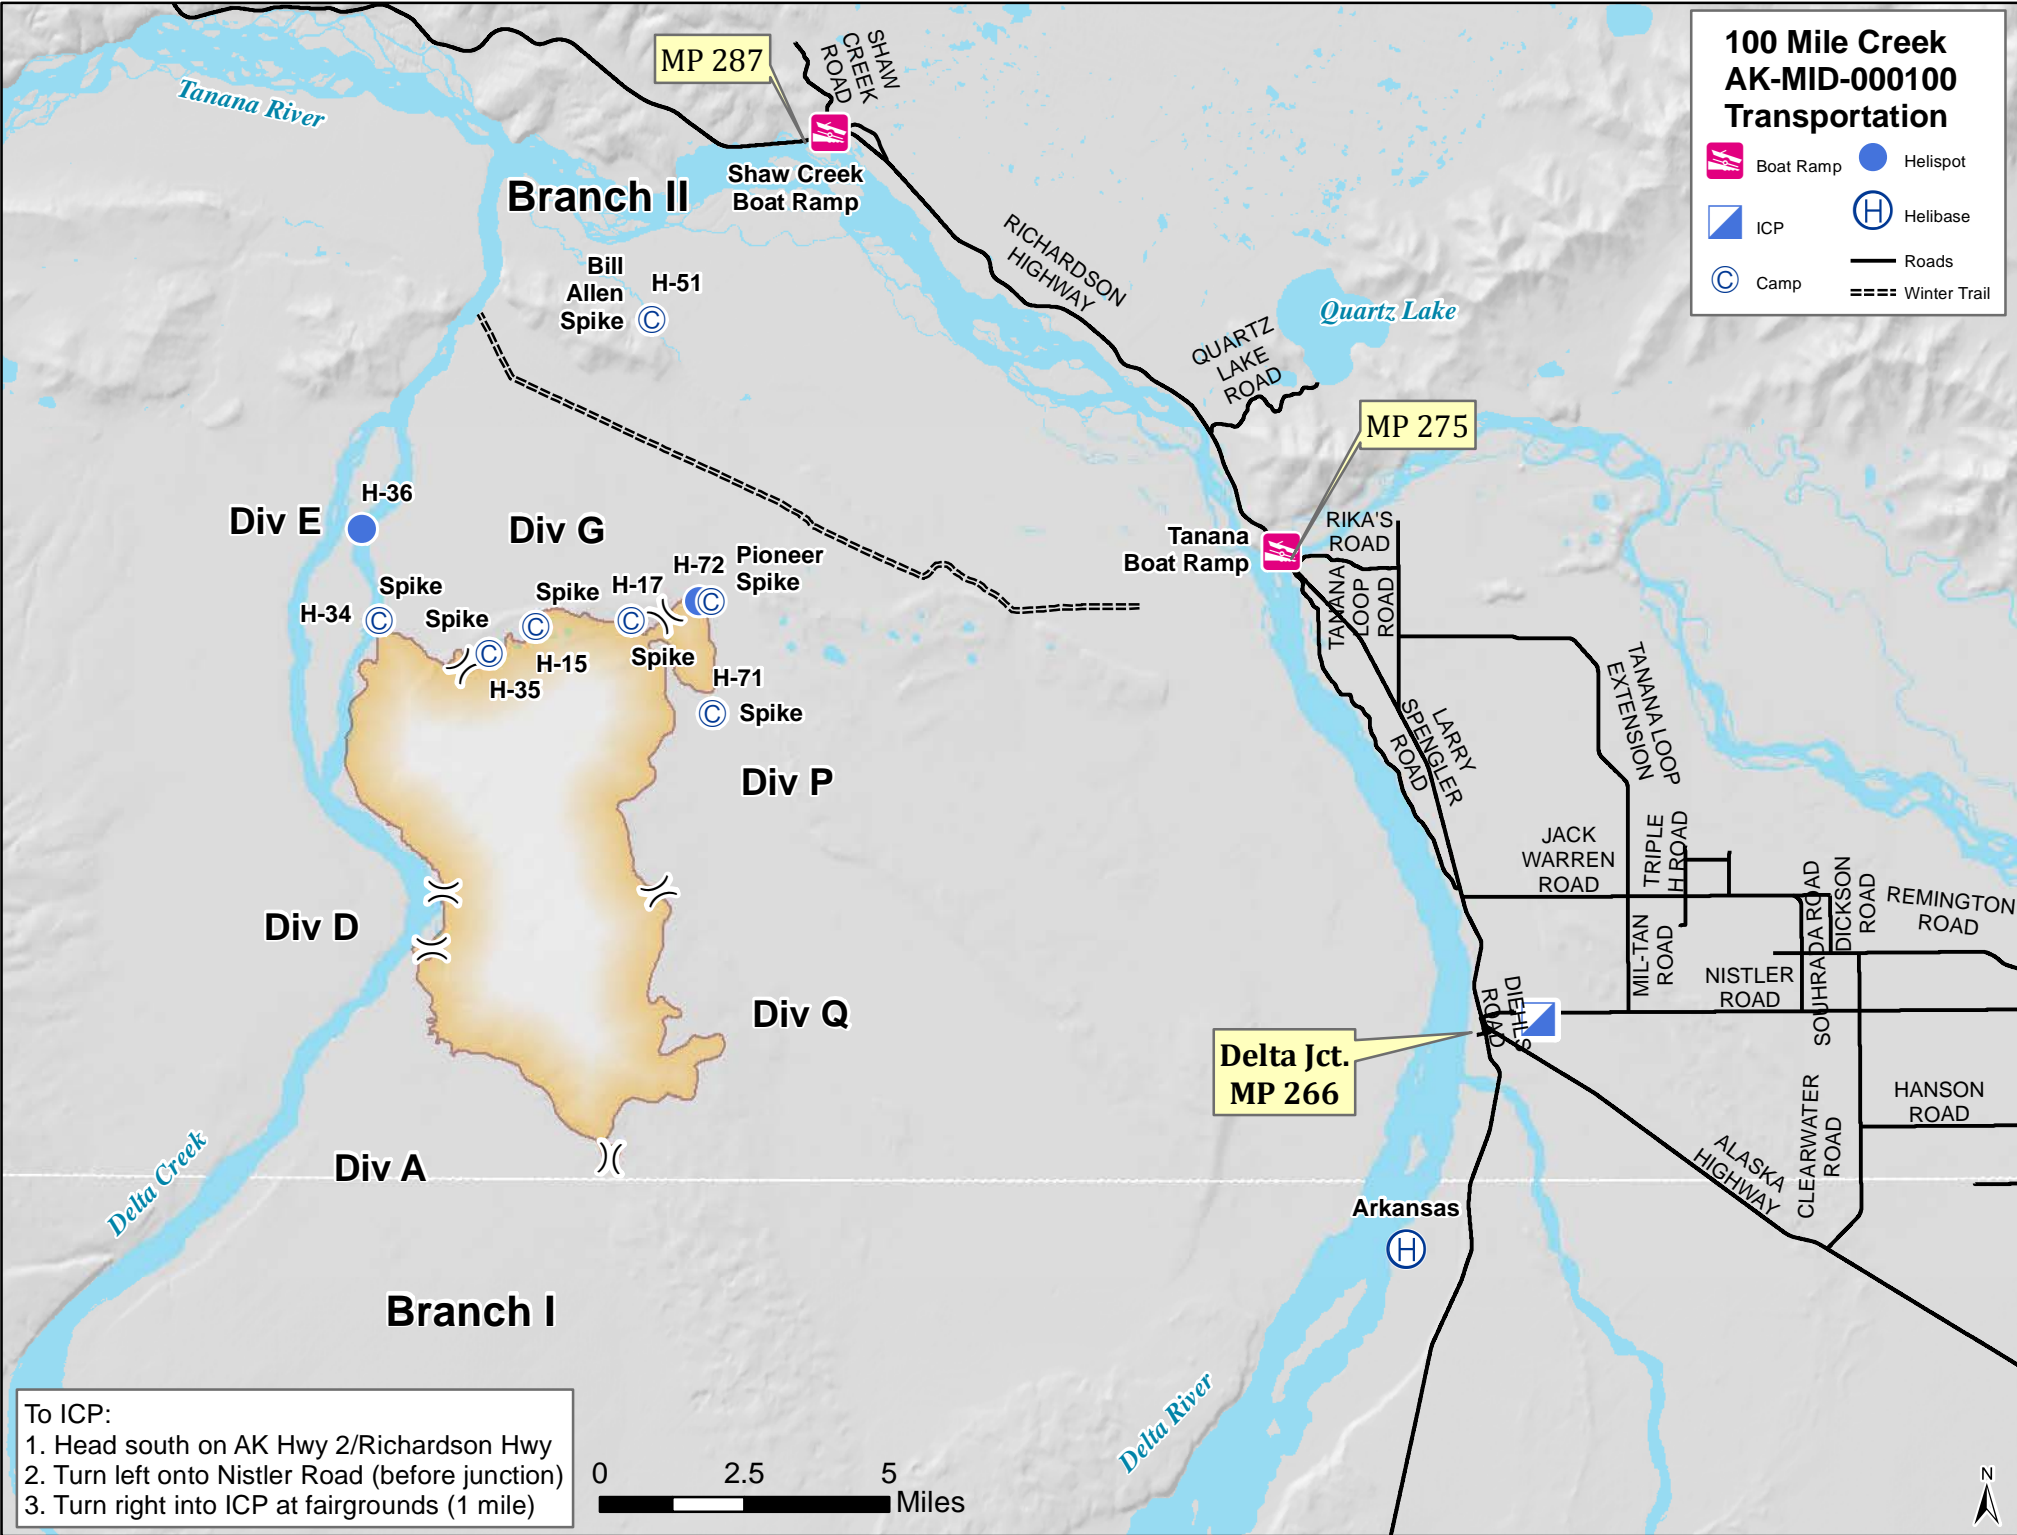 100 Mile Creek
AK-MID-000100
Transportation
Boat Ramp
Helispot
ICP
Helibase
Camp
Roads
Winter Trail
MP 287
SHAW
CREEK
ROAD
Tanana River
Shaw Creek
Boat Ramp
Branch II
RICHARDSON
HIGHWAY
Bill
Allen
Spike
H-51
Quartz Lake
QUARTZ
LAKE
ROAD
MP 275
H-36
Div E
Div G
Tanana
Boat Ramp
RIKA'S
ROAD
TANANA
LOOP
ROAD
H-72
Pioneer
Spike
Spike
Spike
H-17
H-34
Spike
H-15
Spike
H-35
H-71
Spike
TANANA LOOP
EXTENSION
LARRY
SPENGLER
ROAD
Div P
JACK
WARREN
ROAD
TRIPLE
H ROAD
SOUHRADA ROAD
DICKSON
ROAD
REMINGTON
ROAD
Div D
MIL-TAN
ROAD
NISTLER
ROAD
DIEHLS
ROAD
Div Q
Delta Jct.
MP 266
HANSON
ROAD
CLEARWATER
ROAD
ALASKA
HIGHWAY
Delta Creek
Div A
Arkansas
H
Branch I
Delta River
To ICP:
1. Head south on AK Hwy 2/Richardson Hwy
2. Turn left onto Nistler Road (before junction)
3. Turn right into ICP at fairgrounds (1 mile)
0 2.5 5
Miles
N